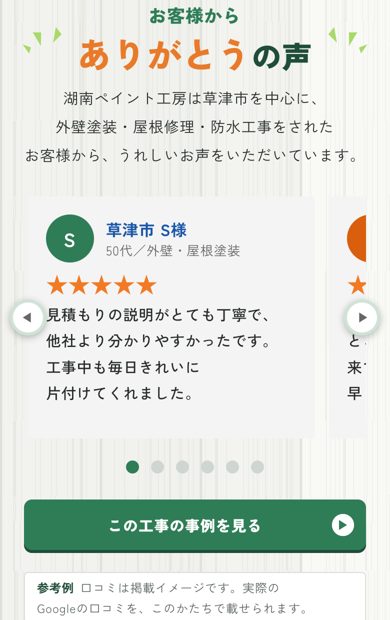 お客様から
ありがとうの声
湖南ペイント工房は草津市を中心に、
外壁塗装・屋根修理・防水工事をされた
お客様から、うれしいお声をいただいています。
S
草津市 S様
50代／外壁・屋根塗装
★★★★★
見積もりの説明がとても丁寧で、
他社より分かりやすかったです。
工事中も毎日きれいに
片付けてくれました。
★
と
来
早
この工事の事例を見る
参考例 口コミは掲載イメージです。実際の
Googleの口コミを、このかたちで載せられます。